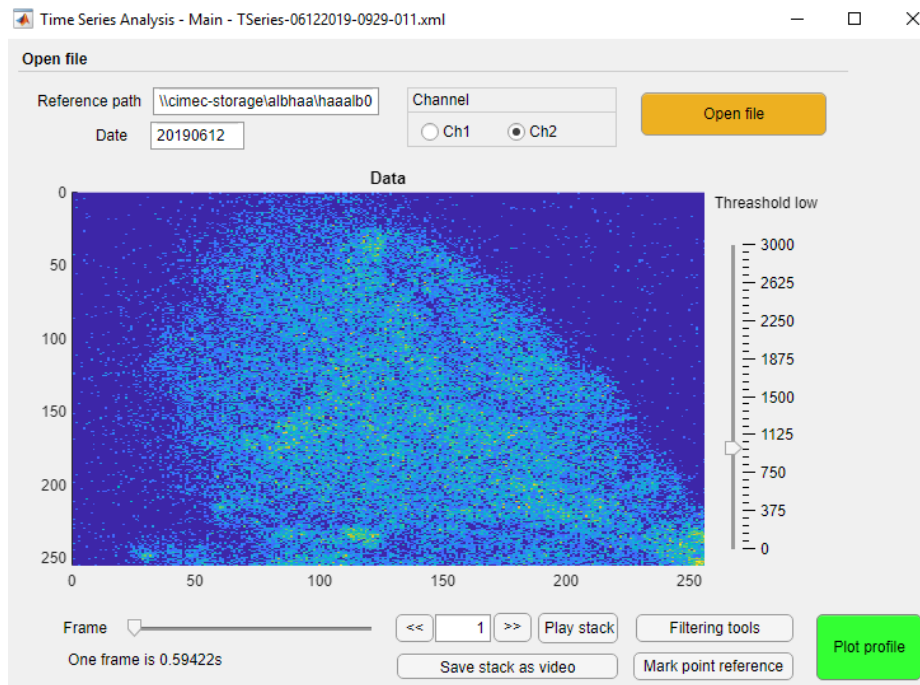 Time Series Analysis - Main - TSeries-06122019-0929-011.xml
Open file
Reference path \\cimec-storage\albhaa\haaalb0
Date 20190612
Channel
Ch1 Ch2
Open file
Data
0
50
100
150
200
250
0 50 100 150 200 250
Threashold low
3000
2625
2250
1875
1500
1125
750
375
0
Frame
<< 1 >> Play stack
Filtering tools
One frame is 0.59422s
Save stack as video
Mark point reference
Plot profile